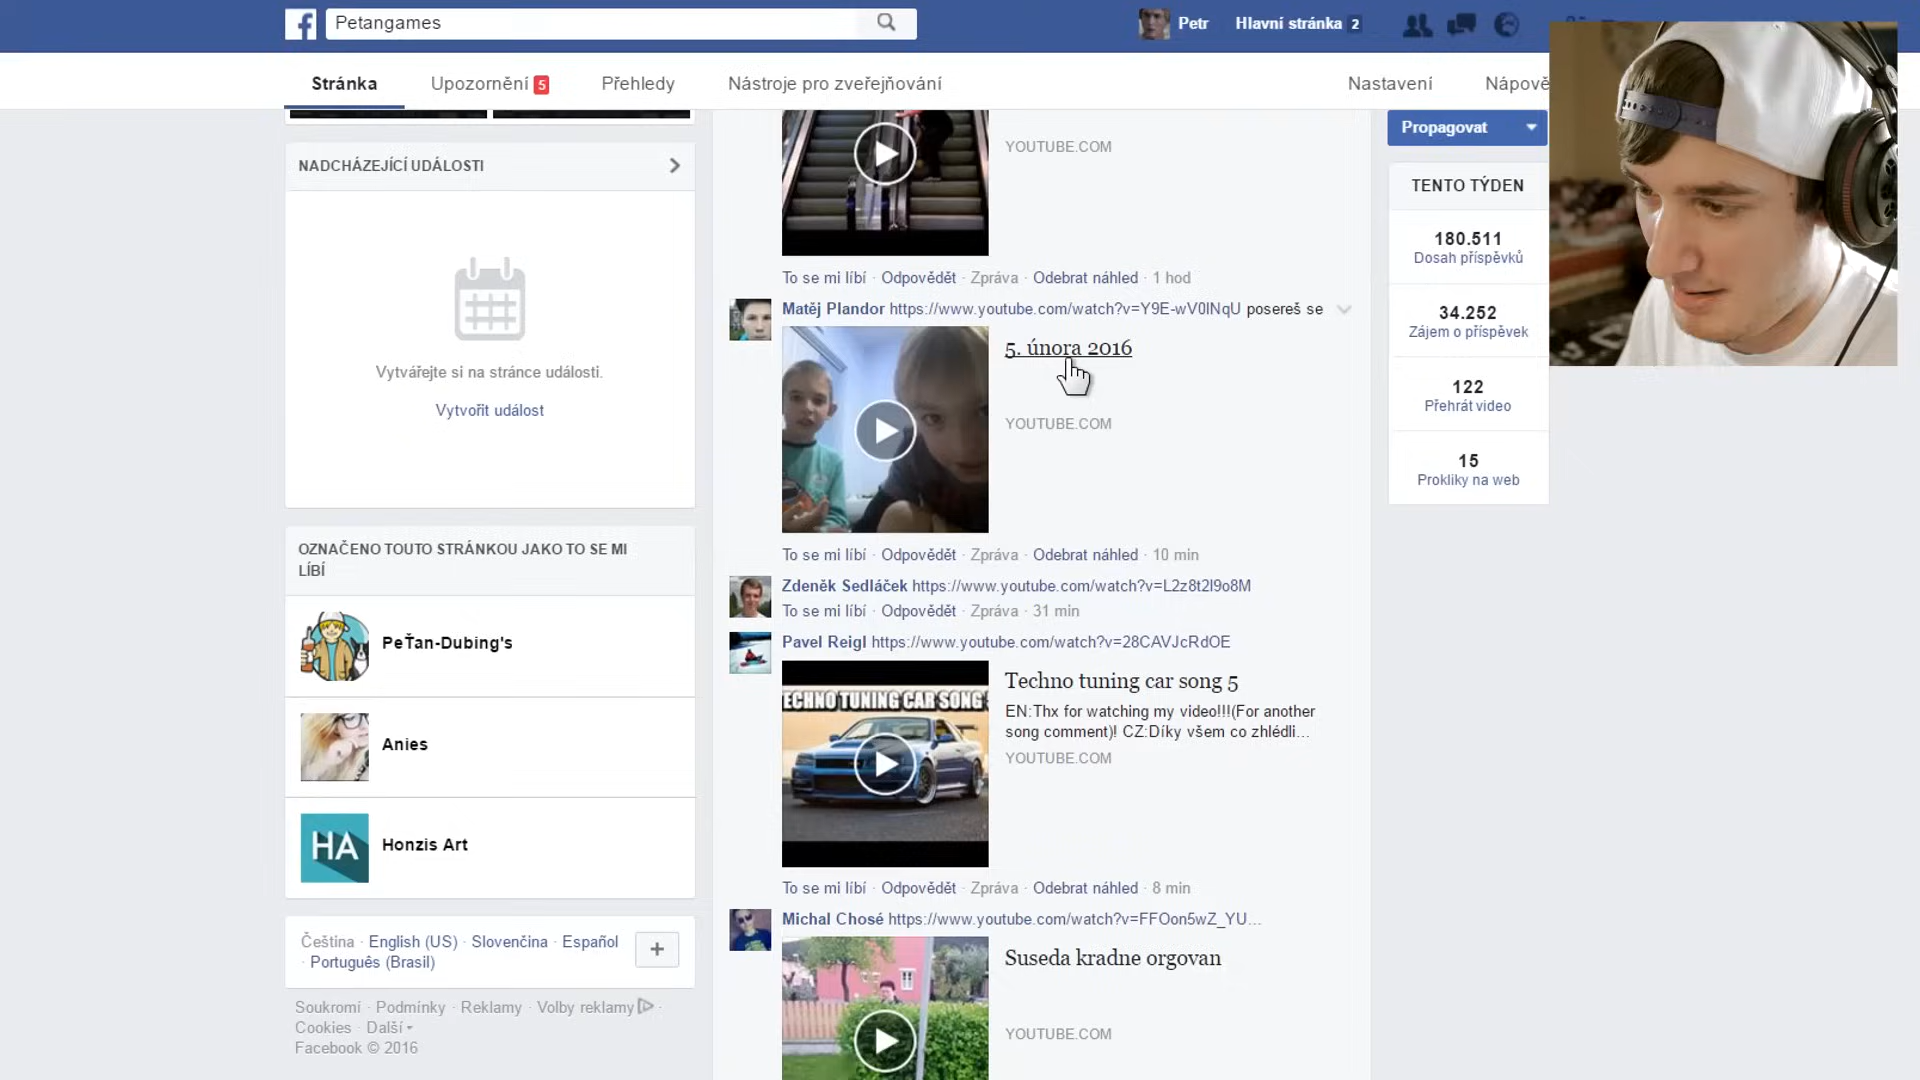 Petangames
Petr
Hlavní stránka 2
Stránka
Upozornění 5
Přehledy
Nástroje pro zveřejňování
Nastavení
Nápově
NADCHÁZEJÍCÍ UDÁLOSTI
Vytvářejte si na stránce události.
Vytvořit událost
OZNAČENO TOUTO STRÁNKOU JAKO TO SE MI
LÍBÍ
PeŤan-Dubing's
Anies
HA
Honzis Art
Čeština · English (US) · Slovenčina · Español
· Português (Brasil)
+
Soukromí · Podmínky · Reklamy · Volby reklamy ·
Cookies · Další
Facebook © 2016
YOUTUBE.COM
To se mi líbí · Odpovědět · Zpráva · Odebrat náhled · 1 hod
Matěj Plandor https://www.youtube.com/watch?v=Y9E-wV0lNqU posereš se
5. února 2016
YOUTUBE.COM
To se mi líbí · Odpovědět · Zpráva · Odebrat náhled · 10 min
Zdeněk Sedláček https://www.youtube.com/watch?v=L2z8t2l9o8M
To se mi líbí · Odpovědět · Zpráva · 31 min
Pavel Reigl https://www.youtube.com/watch?v=28CAVJcRdOE
TECHNO TUNING CAR SONG 5
Techno tuning car song 5
EN:Thx for watching my video!!!(For another
song comment)! CZ:Díky všem co zhlédli...
YOUTUBE.COM
To se mi líbí · Odpovědět · Zpráva · Odebrat náhled · 8 min
Michal Chosé https://www.youtube.com/watch?v=FFOon5wZ_YU...
Suseda kradne orgovan
YOUTUBE.COM
Propagovat
TENTO TÝDEN
180.511
Dosah příspěvků
34.252
Zájem o příspěvek
122
Přehrát video
15
Prokliky na web